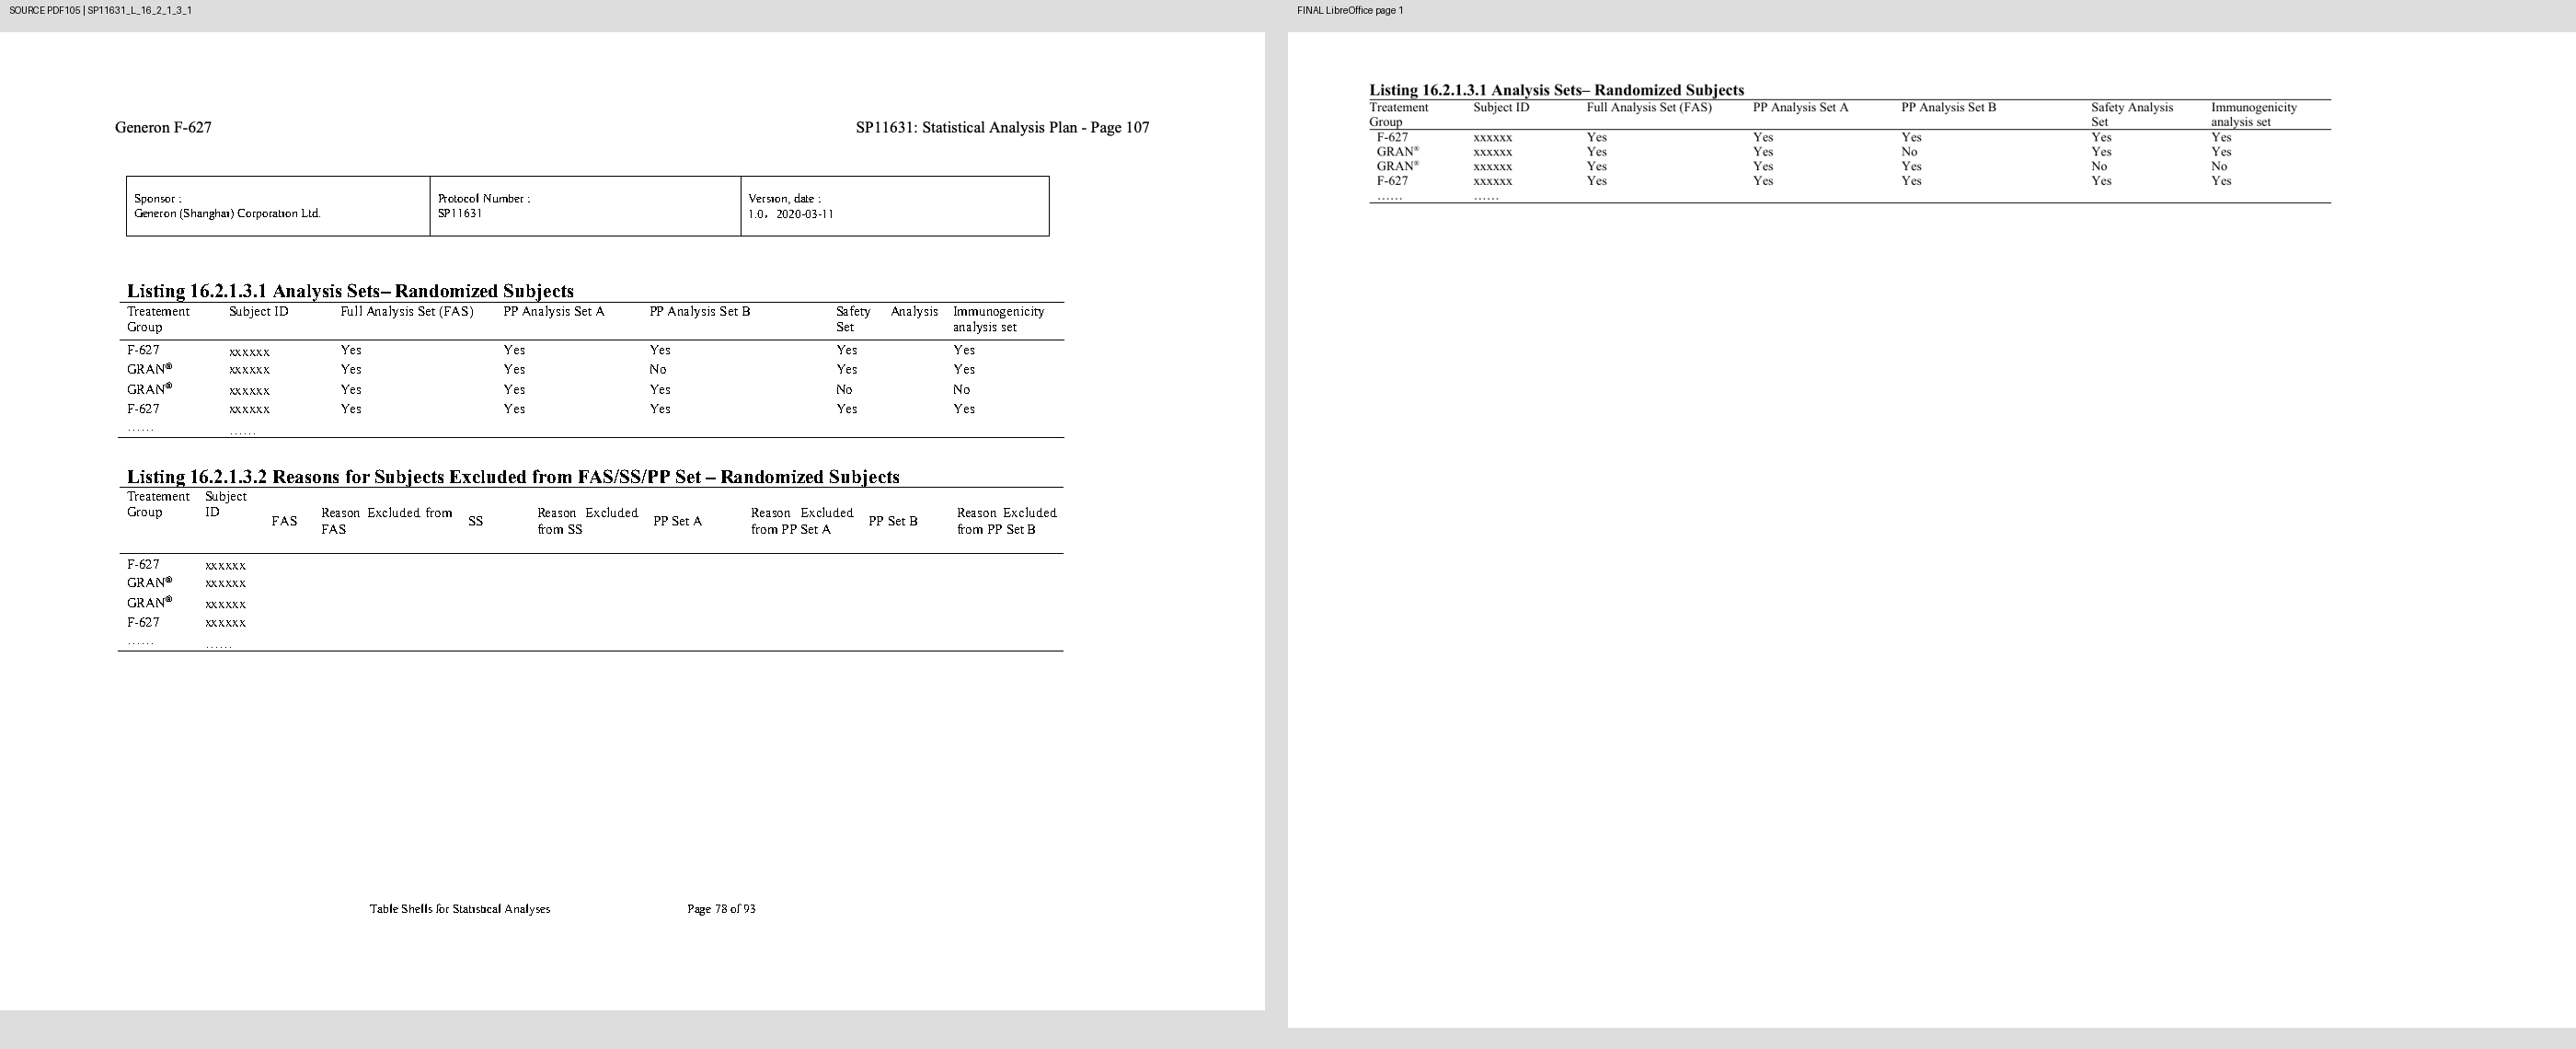 SOURCE PDF105 | SP11631_L_16_2_1_3_1
Generon F-627 SP11631: Statistical Analysis Plan - Page 107
Sponsor : Protocol Number : Version, date :
Generon (Shanghai) Corporation Ltd. SP11631 1.0，2020-03-11
Listing 16.2.1.3.1 Analysis Sets– Randomized Subjects
Treatement Subject ID Full Analysis Set (FAS) PP Analysis Set A PP Analysis Set B Safety Analysis Immunogenicity
Group Set analysis set
F-627 xxxxxx Yes Yes Yes Yes Yes
GRAN® xxxxxx Yes Yes No Yes Yes
GRAN® xxxxxx Yes Yes Yes No No
F-627 xxxxxx Yes Yes Yes Yes Yes
...... ......
Listing 16.2.1.3.2 Reasons for Subjects Excluded from FAS/SS/PP Set – Randomized Subjects
Treatement Subject
Group ID FAS Reason Excluded from SS Reason Excluded PP Set A Reason Excluded PP Set B Reason Excluded
FAS from SS from PP Set A from PP Set B
F-627 xxxxxx
GRAN® xxxxxx
GRAN® xxxxxx
F-627 xxxxxx
...... ......
Table Shells for Statistical Analyses Page 78 of 93
FINAL LibreOffice page 1
Listing 16.2.1.3.1 Analysis Sets– Randomized Subjects
Treatement Subject ID Full Analysis Set (FAS) PP Analysis Set A PP Analysis Set B Safety Analysis Immunogenicity
Group Set analysis set
F-627 xxxxxx Yes Yes Yes Yes Yes
GRAN® xxxxxx Yes Yes No Yes Yes
GRAN® xxxxxx Yes Yes Yes No No
F-627 xxxxxx Yes Yes Yes Yes Yes
...... ......